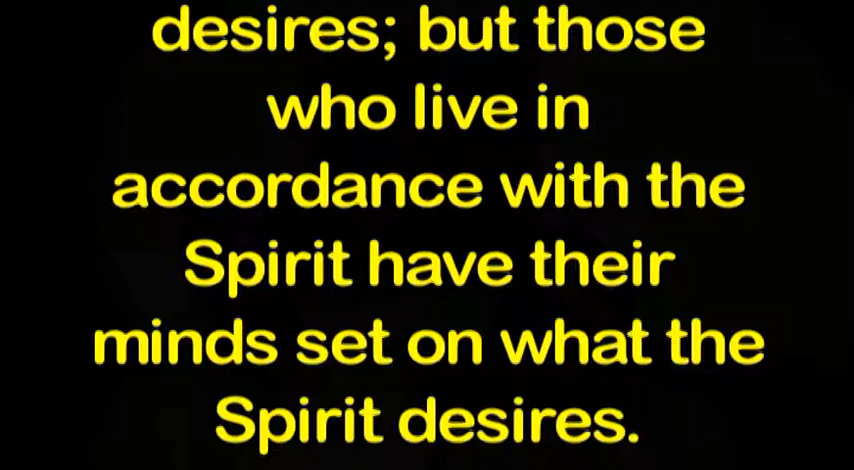 desires; but those
who live in
accordance with the
Spirit have their
minds set on what the
Spirit desires.